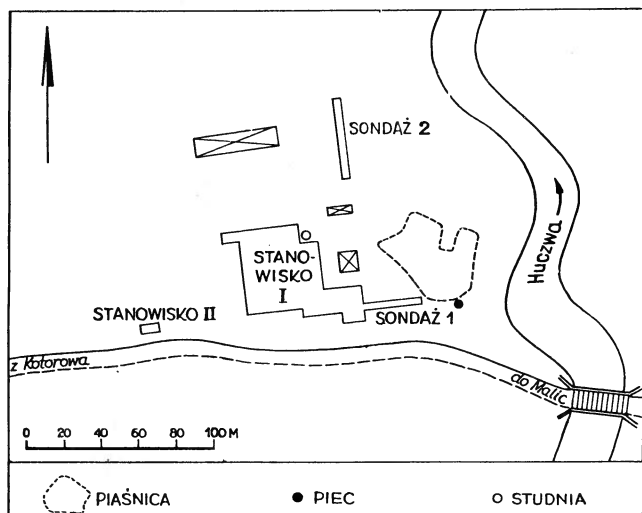 SONDAŻ 2
Huczwa
STANO-
WISKO
I
STANOWISKO II
SONDAŻ 1
z Kotorowa
do Malic
0 20 40 60 80 100 M
PIAŚNICA
PIEC
STUDNIA